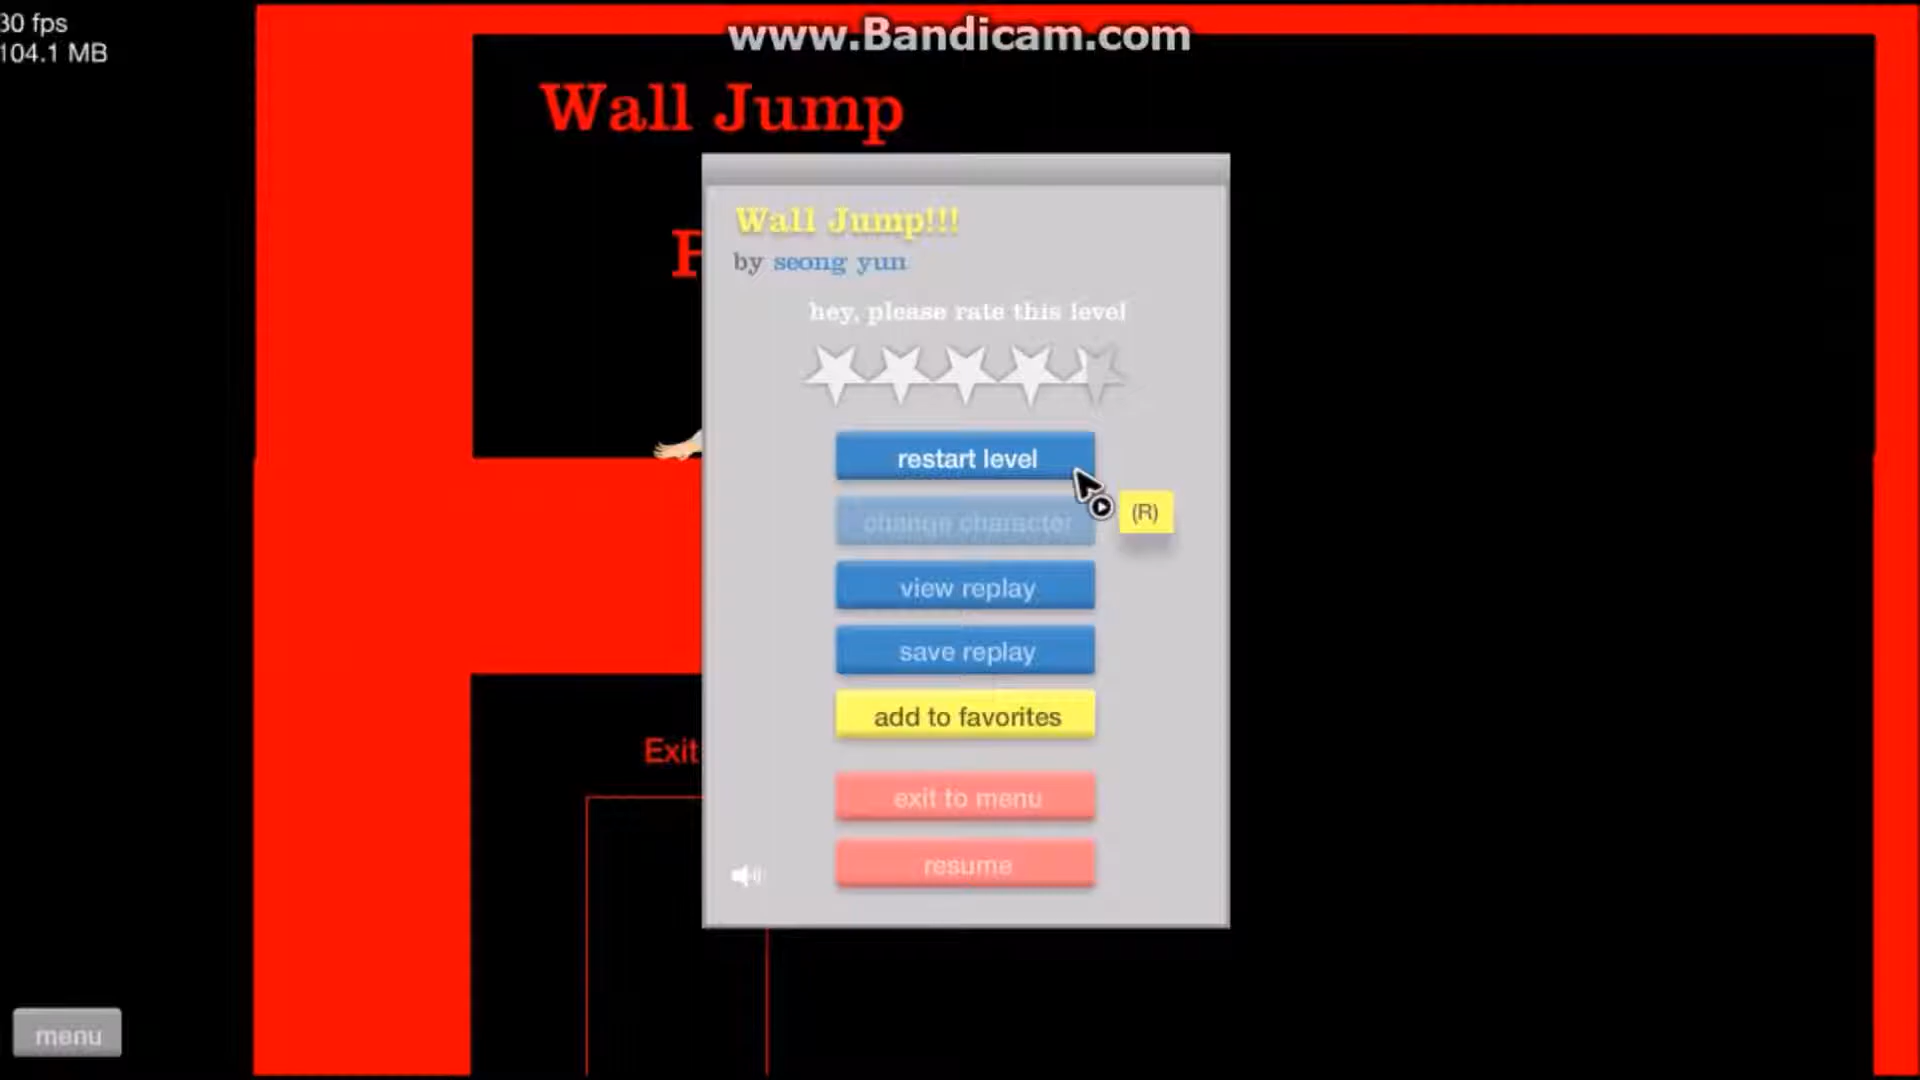 30 fps
104.1 MB
www.Bandicam.com
Wall Jump
Wall Jump!!!
by seong yun
hey, please rate this level
restart level
(R)
change character
view replay
save replay
add to favorites
Exit
exit to menu
resume
menu